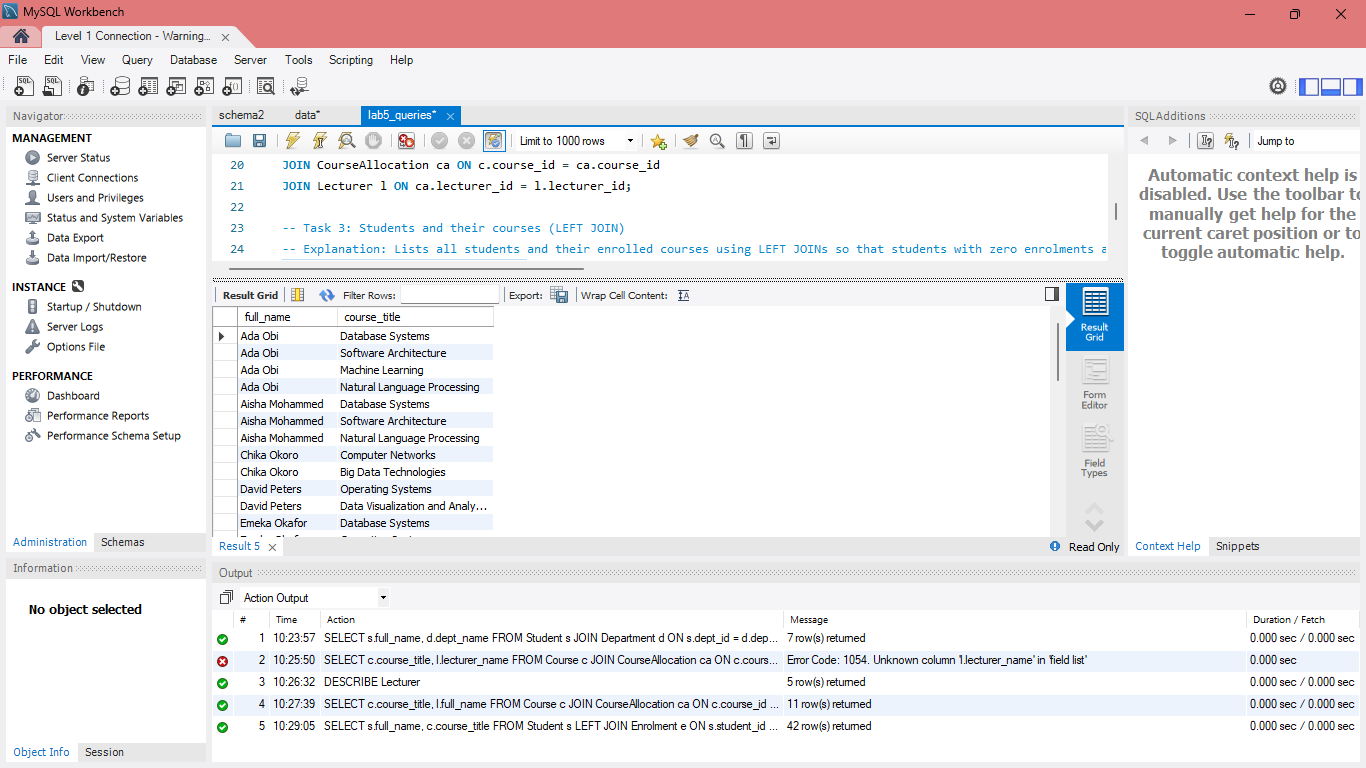 MySQL Workbench
Level 1 Connection - Warning...
File Edit View Query Database Server Tools Scripting Help
Navigator
MANAGEMENT
Server Status
Client Connections
Users and Privileges
Status and System Variables
Data Export
Data Import/Restore
INSTANCE
Startup / Shutdown
Server Logs
Options File
PERFORMANCE
Dashboard
Performance Reports
Performance Schema Setup
Administration Schemas
Information
No object selected
Object Info Session
schema2 data* lab5_queries*
Limit to 1000 rows
20 JOIN CourseAllocation ca ON c.course_id = ca.course_id
21 JOIN Lecturer l ON ca.lecturer_id = l.lecturer_id;
22
23 -- Task 3: Students and their courses (LEFT JOIN)
24 -- Explanation: Lists all students and their enrolled courses using LEFT JOINs so that students with zero enrolments a
Result Grid Filter Rows: Export: Wrap Cell Content:
full_name course_title
Ada Obi Database Systems
Ada Obi Software Architecture
Ada Obi Machine Learning
Ada Obi Natural Language Processing
Aisha Mohammed Database Systems
Aisha Mohammed Software Architecture
Aisha Mohammed Natural Language Processing
Chika Okoro Computer Networks
Chika Okoro Big Data Technologies
David Peters Operating Systems
David Peters Data Visualization and Analy...
Emeka Okafor Database Systems
Result Grid
Form Editor
Field Types
Result 5
Read Only
SQLAdditions
Jump to
Automatic context help is
disabled. Use the toolbar to
manually get help for the
current caret position or to
toggle automatic help.
Context Help Snippets
Output
Action Output
# Time Action Message Duration / Fetch
1 10:23:57 SELECT s.full_name, d.dept_name FROM Student s JOIN Department d ON s.dept_id = d.dep... 7 row(s) returned 0.000 sec / 0.000 sec
2 10:25:50 SELECT c.course_title, l.lecturer_name FROM Course c JOIN CourseAllocation ca ON c.cours... Error Code: 1054. Unknown column 'l.lecturer_name' in 'field list' 0.000 sec
3 10:26:32 DESCRIBE Lecturer 5 row(s) returned 0.000 sec / 0.000 sec
4 10:27:39 SELECT c.course_title, l.full_name FROM Course c JOIN CourseAllocation ca ON c.course_id ... 11 row(s) returned 0.000 sec / 0.000 sec
5 10:29:05 SELECT s.full_name, c.course_title FROM Student s LEFT JOIN Enrolment e ON s.student_id ... 42 row(s) returned 0.000 sec / 0.000 sec